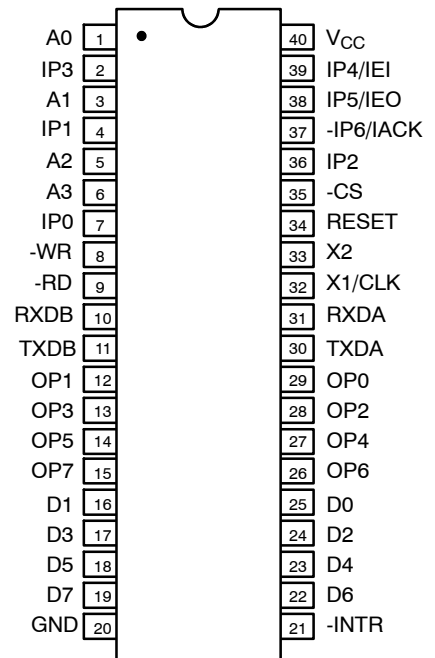 A0 1 40 VCC
IP3 2 39 IP4/IEI
A1 3 38 IP5/IEO
IP1 4 37 -IP6/IACK
A2 5 36 IP2
A3 6 35 -CS
IP0 7 34 RESET
-WR 8 33 X2
-RD 9 32 X1/CLK
RXDB 10 31 RXDA
TXDB 11 30 TXDA
OP1 12 29 OP0
OP3 13 28 OP2
OP5 14 27 OP4
OP7 15 26 OP6
D1 16 25 D0
D3 17 24 D2
D5 18 23 D4
D7 19 22 D6
GND 20 21 -INTR